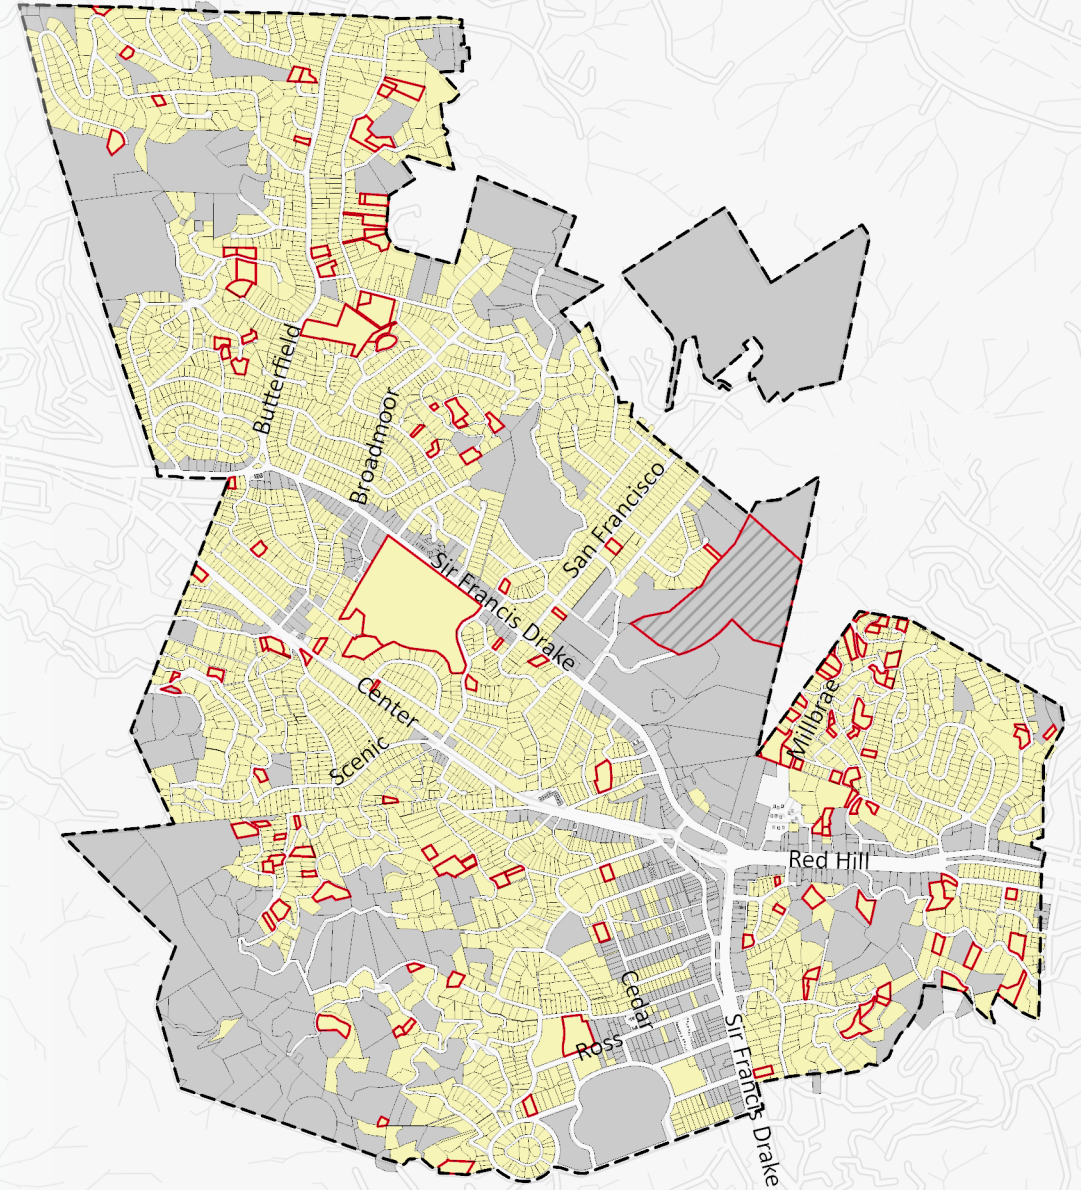 Butterfield
Broadmoor
San Francisco
Sir Francis Drake
Center
Scenic
Millbrae
Red Hill
Cedar
Ross
Sir Francis Drake